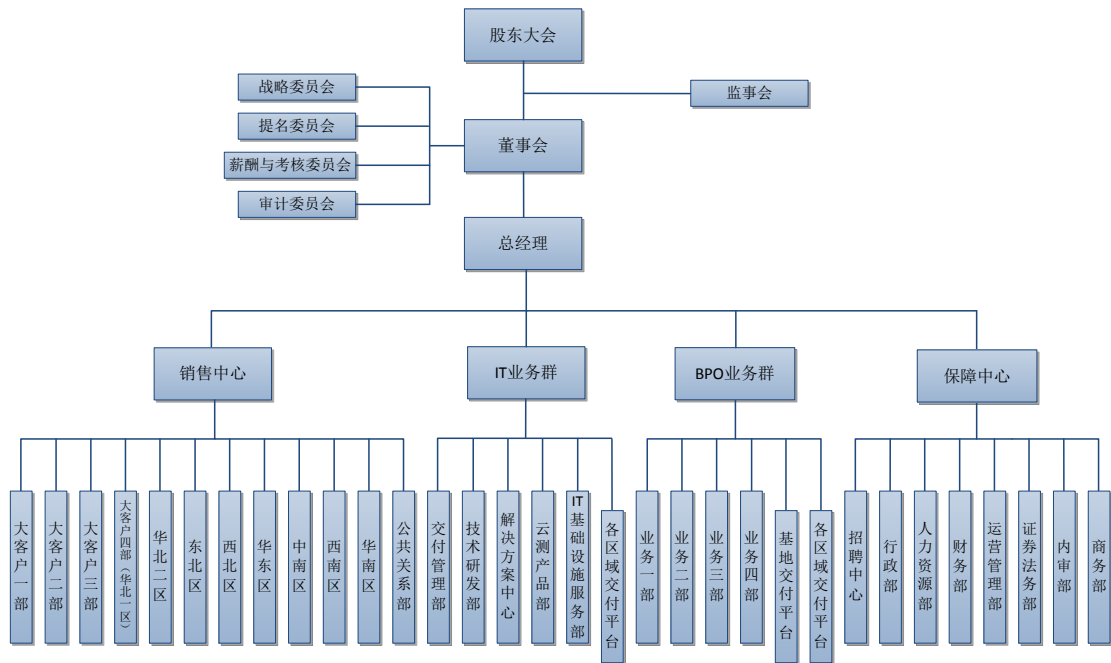 股东大会
战略委员会
监事会
提名委员会
董事会
薪酬与考核委员会
审计委员会
总经理
销售中心
IT业务群
BPO业务群
保障中心
大客户一部
大客户二部
大客户三部
大客户四部（华北一区）
华北二区
东北区
西北区
华东区
中南区
西南区
华南区
公共关系部
交付管理部
技术研发部
解决方案中心
云测产品部
IT基础设施服务部
各区域交付平台
业务一部
业务二部
业务三部
业务四部
基地交付平台
各区域交付平台
招聘中心
行政部
人力资源部
财务部
运营管理部
证券法务部
内审部
商务部